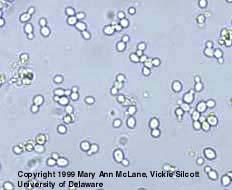 Copyright 1999 Mary Ann McLane, Vickie Silcott
University of Delaware